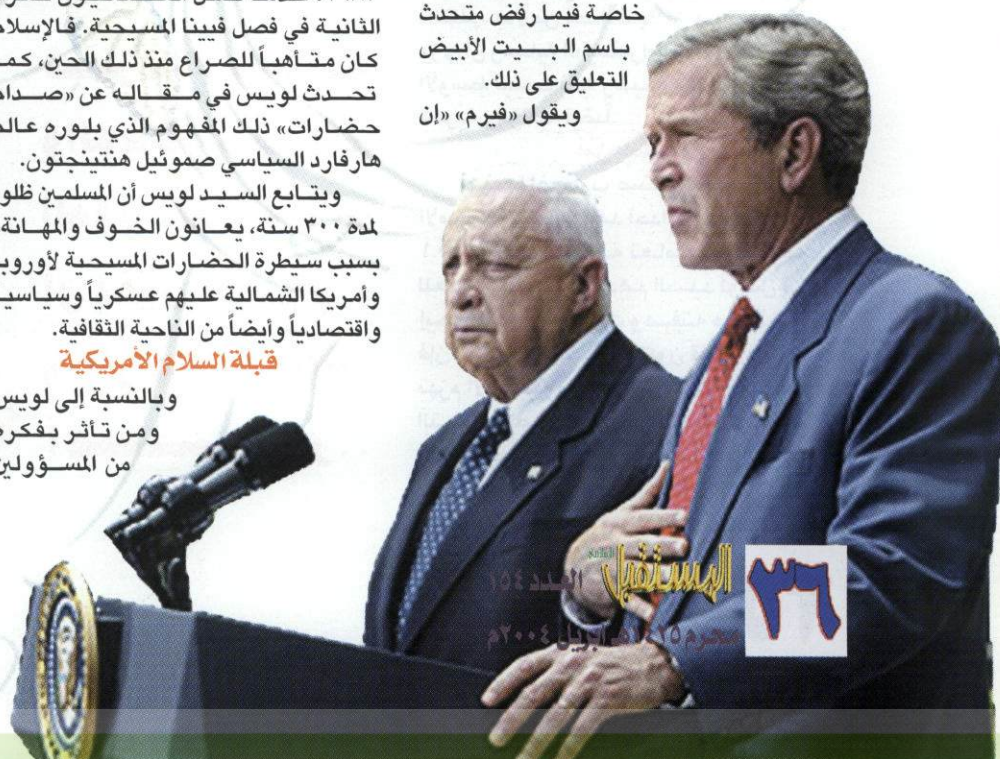 خاصة فيما رفض متحدث
باسم البيت الأبيض
التعليق على ذلك.
ويقول «فيرم» «إن
الثانية في فصل فيينا المسيحية. فالإسلام
كان متأهباً للصراع منذ ذلك الحين، كما
تحدث لويس في مقاله عن «صدام
حضارات» ذلك المفهوم الذي بلوره عالم
هارفارد السياسي صموئيل هنتينجتون.
ويتابع السيد لويس أن المسلمين ظلوا
لمدة ٣٠٠ سنة، يعانون الخوف والمهانة
بسبب سيطرة الحضارات المسيحية لأوروبا
وأمريكا الشمالية عليهم عسكرياً وسياسياً
واقتصادياً وأيضاً من الناحية الثقافية.
قبلة السلام الأمريكية
وبالنسبة إلى لويس
ومن تأثر بفكره
من المسؤولين
٣٦
المستقبل العدد ١٥٤
محرم ١٤٢٥هـ ابريل ٢٠٠٤م